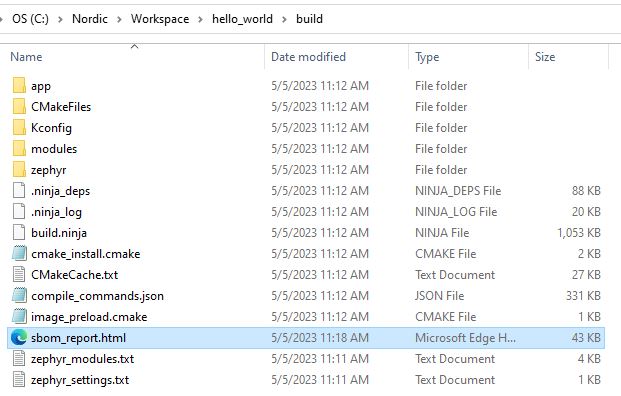 OS (C:) > Nordic > Workspace > hello_world > build
Name Date modified Type Size
app 5/5/2023 11:12 AM File folder
CMakeFiles 5/5/2023 11:12 AM File folder
Kconfig 5/5/2023 11:12 AM File folder
modules 5/5/2023 11:12 AM File folder
zephyr 5/5/2023 11:12 AM File folder
.ninja_deps 5/5/2023 11:12 AM NINJA_DEPS File 88 KB
.ninja_log 5/5/2023 11:12 AM NINJA_LOG File 20 KB
build.ninja 5/5/2023 11:12 AM NINJA File 1,053 KB
cmake_install.cmake 5/5/2023 11:12 AM CMAKE File 2 KB
CMakeCache.txt 5/5/2023 11:12 AM Text Document 27 KB
compile_commands.json 5/5/2023 11:12 AM JSON File 331 KB
image_preload.cmake 5/5/2023 11:12 AM CMAKE File 1 KB
sbom_report.html 5/5/2023 11:18 AM Microsoft Edge H... 43 KB
zephyr_modules.txt 5/5/2023 11:11 AM Text Document 4 KB
zephyr_settings.txt 5/5/2023 11:11 AM Text Document 1 KB